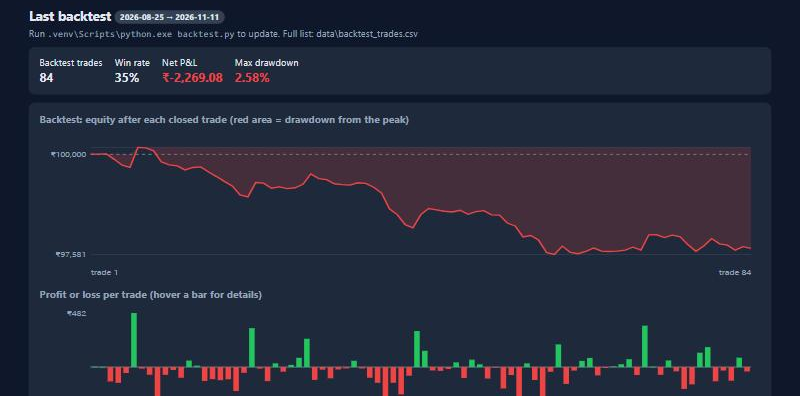 Last backtest 2026-08-25 → 2026-11-11
Run .venv\Scripts\python.exe backtest.py to update. Full list: data\backtest_trades.csv
Backtest trades Win rate Net P&L Max drawdown
84 35% ₹-2,269.08 2.58%
Backtest: equity after each closed trade (red area = drawdown from the peak)
₹100,000
₹97,581
trade 1 trade 84
Profit or loss per trade (hover a bar for details)
₹482